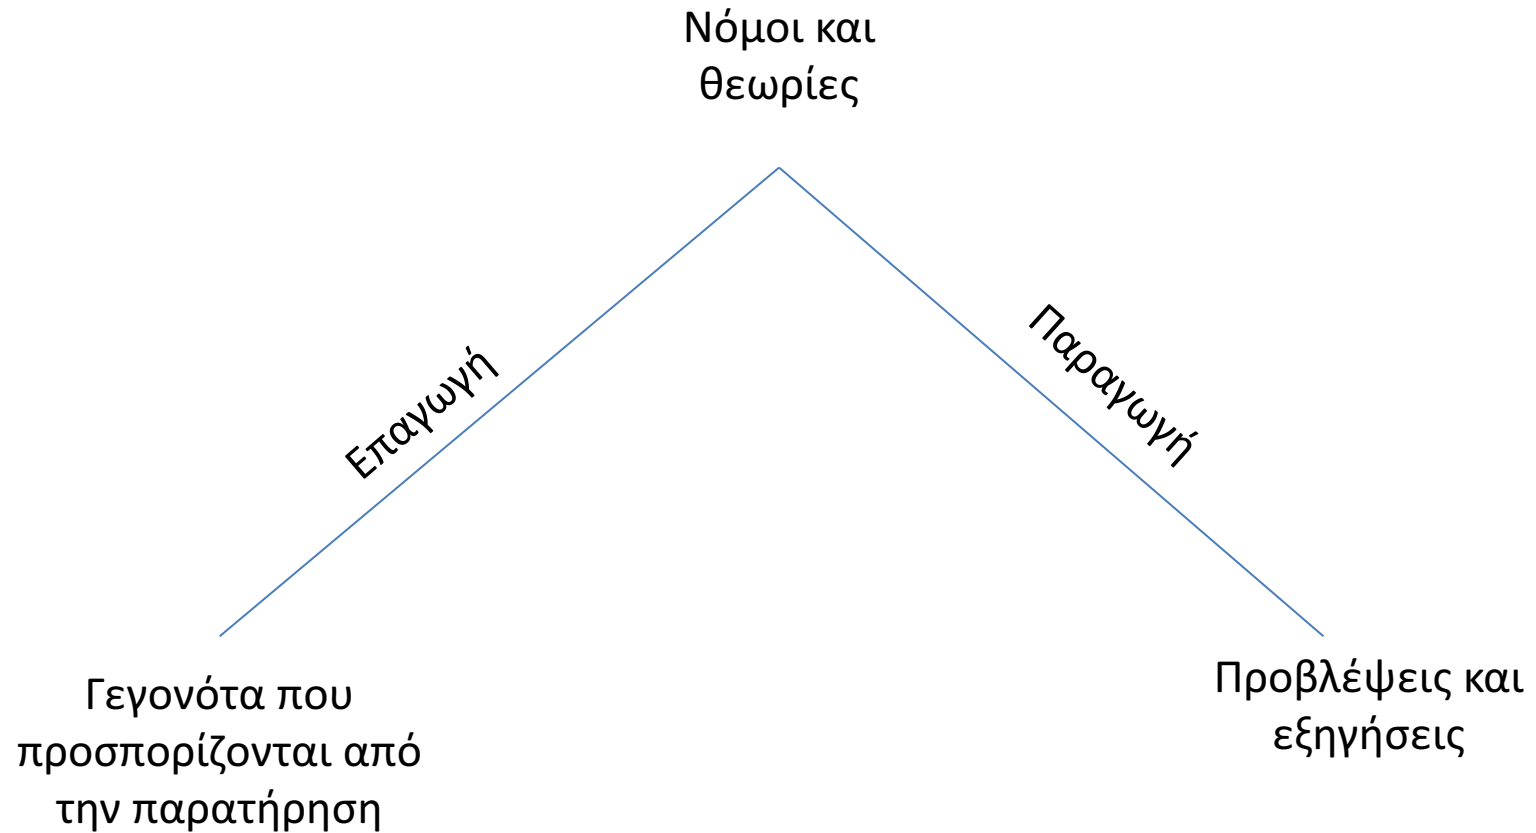 Νόμοι και
θεωρίες
Επαγωγή
Παραγωγή
Γεγονότα που
προσπορίζονται από
την παρατήρηση
Προβλέψεις και
εξηγήσεις